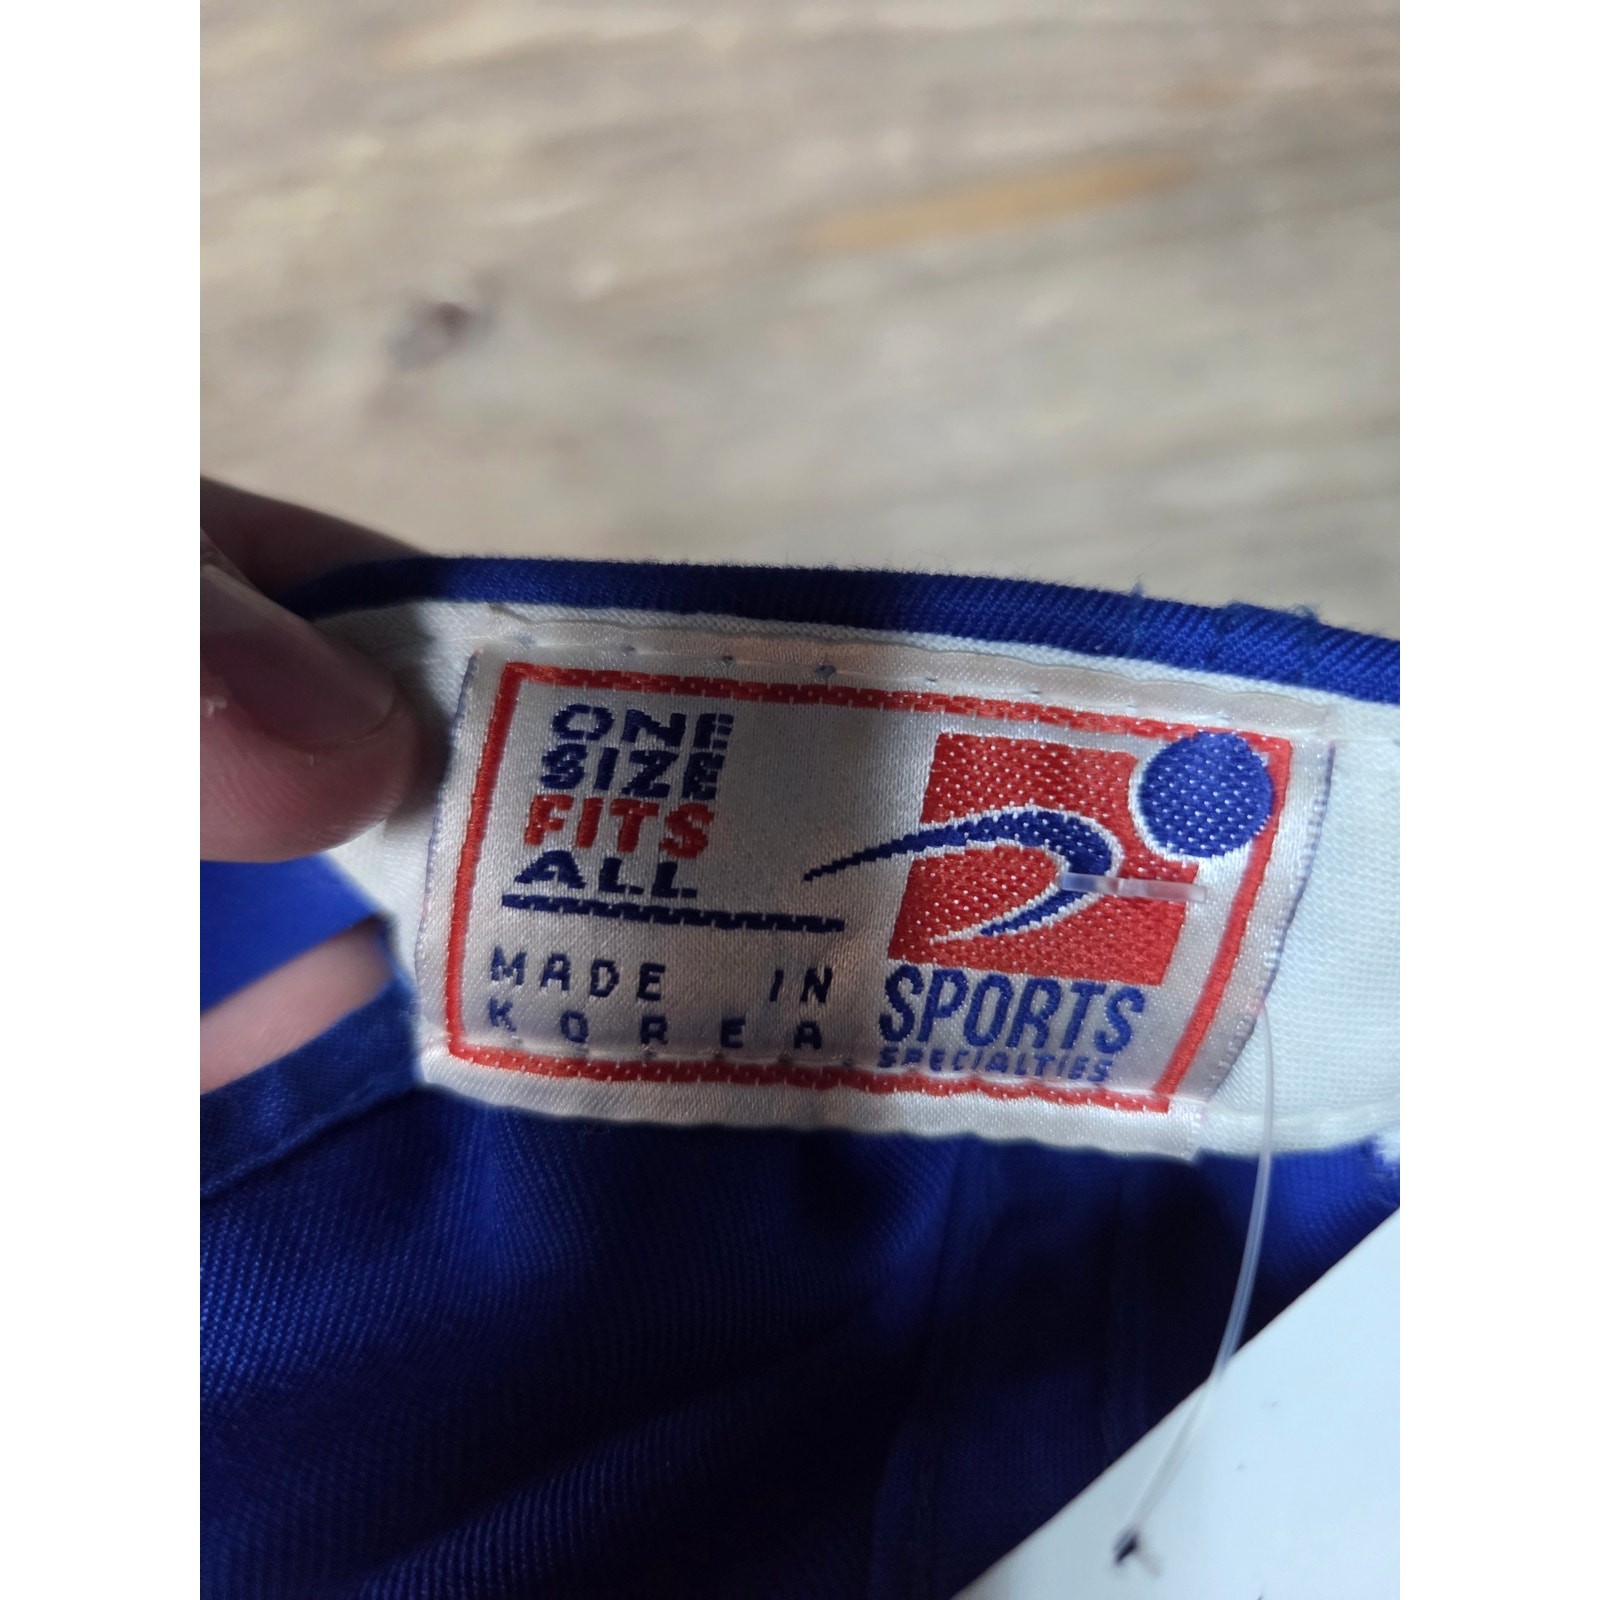 ONE
SIZE
FITS
ALL
MADE IN
KOREA
SPORTS
SPECIALTIES